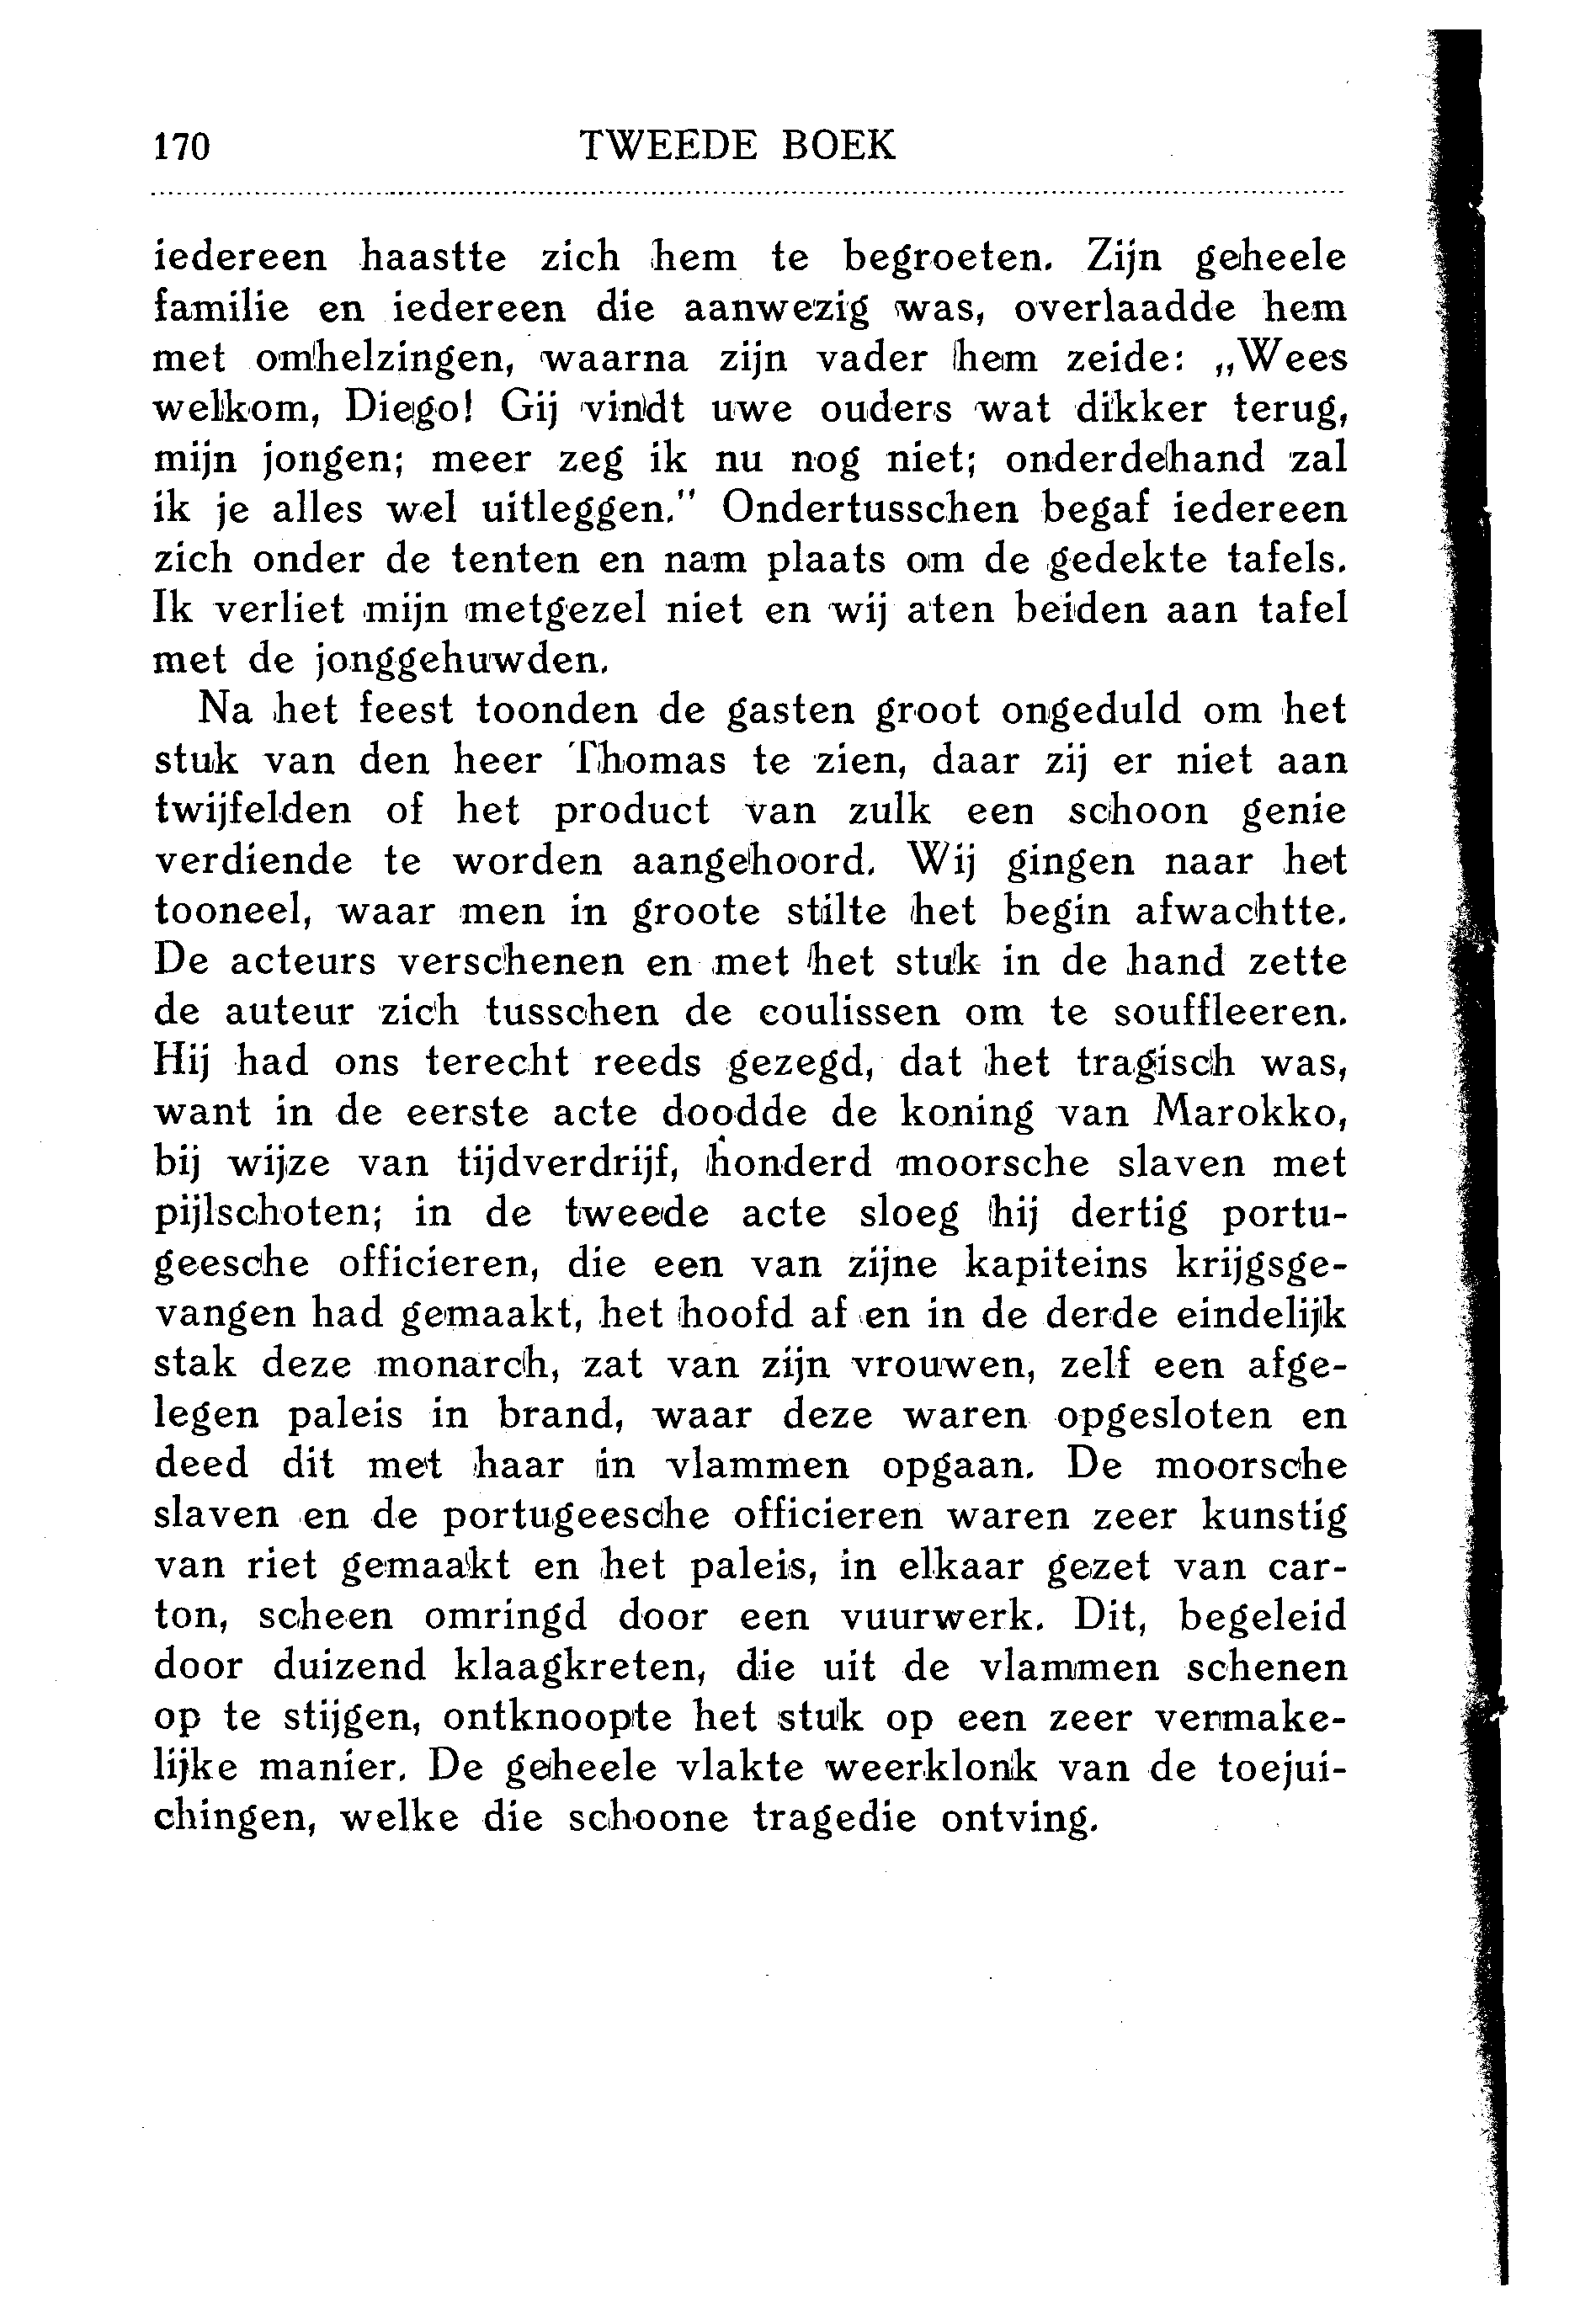 170 TWEEDE BOEK
iedereen haastte zich hem te begroeten. Zijn geheele
familie en iedereen die aanwezig was, overlaadde hem
met omhelzingen, waarna zijn vader hem zeide: „Wees
welkom, Diego! Gij vindt uwe ouders wat dikker terug,
mijn jongen; meer zeg ik nu nog niet; onderdehand zal
ik je alles wel uitleggen.” Ondertusschen begaf iedereen
zich onder de tenten en nam plaats om de gedekte tafels.
Ik verliet mijn metgezel niet en wij aten beiden aan tafel
met de jonggehuwden.
Na het feest toonden de gasten groot ongeduld om het
stuk van den heer Thomas te zien, daar zij er niet aan
twijfelden of het product van zulk een schoon genie
verdiende te worden aangehoord. Wij gingen naar het
tooneel, waar men in groote stilte het begin afwachtte.
De acteurs verschenen en met het stuk in de hand zette
de auteur zich tusschen de coulissen om te souffleeren.
Hij had ons terecht reeds gezegd, dat het tragisch was,
want in de eerste acte doodde de koning van Marokko,
bij wijze van tijdverdrijf, honderd moorsche slaven met
pijlschoten; in de tweede acte sloeg hij dertig portu-
geesche officieren, die een van zijne kapiteins krijgsge-
vangen had gemaakt, het hoofd af en in de derde eindelijk
stak deze monarch, zat van zijn vrouwen, zelf een afge-
legen paleis in brand, waar deze waren opgesloten en
deed dit met haar in vlammen opgaan. De moorsche
slaven en de portugeesche officieren waren zeer kunstig
van riet gemaakt en het paleis, in elkaar gezet van car-
ton, scheen omringd door een vuurwerk. Dit, begeleid
door duizend klaagkreten, die uit de vlammen schenen
op te stijgen, ontknoopte het stuk op een zeer vermake-
lijke manier. De geheele vlakte weerklonk van de toejui-
chingen, welke die schoone tragedie ontving.